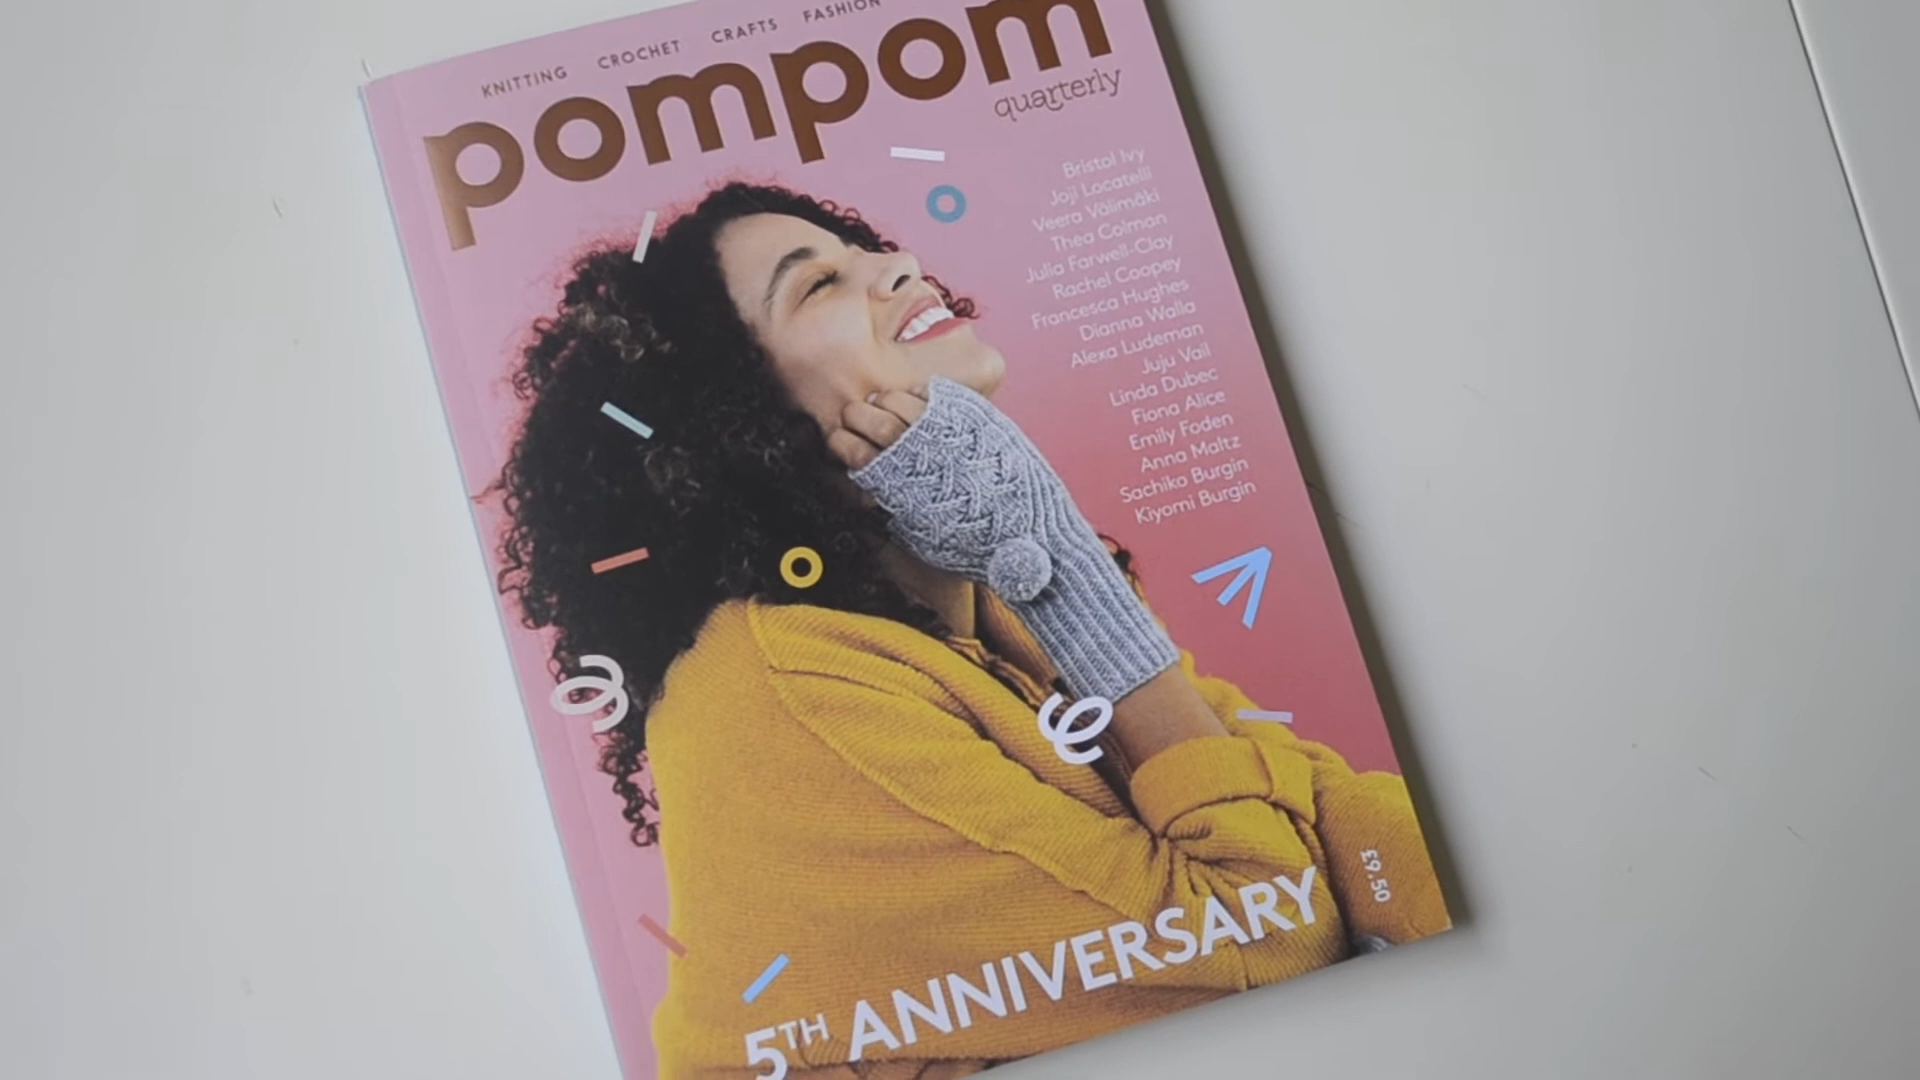 KNITTING CROCHET CRAFTS FASHION
pompom
quarterly
Bristol Ivy
Joji Locatelli
Veera Välimäki
Thea Colman
Julia Farwell-Clay
Rachel Coopey
Francesca Hughes
Dianna Walla
Alexa Ludeman
Juju Vail
Linda Dubec
Fiona Alice
Emily Foden
Anna Maltz
Sachiko Burgin
Kiyomi Burgin
£9.50
5TH ANNIVERSARY